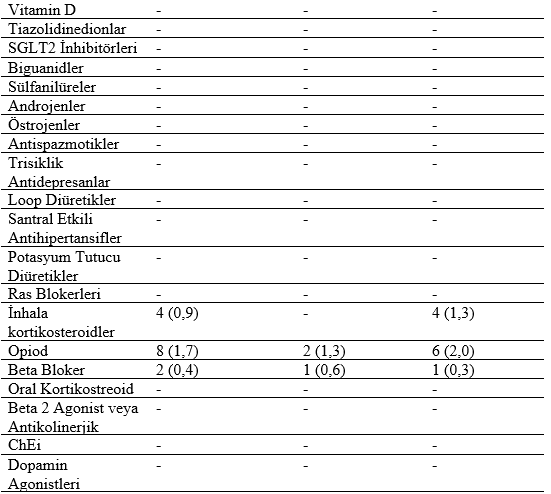 Vitamin D - - -
Tiazolidinedionlar - - -
SGLT2 İnhibitörleri - - -
Biguanidler - - -
Sülfanilüreler - - -
Androjenler - - -
Östrojenler - - -
Antispazmotikler - - -
Trisiklik - - -
Antidepresanlar
Loop Diüretikler - - -
Santral Etkili - - -
Antihipertansifler
Potasyum Tutucu - - -
Diüretikler
Ras Blokerleri - - -
İnhala 4 (0,9) - 4 (1,3)
kortikosteroidler
Opiod 8 (1,7) 2 (1,3) 6 (2,0)
Beta Bloker 2 (0,4) 1 (0,6) 1 (0,3)
Oral Kortikostreoid - - -
Beta 2 Agonist veya - - -
Antikolinerjik
ChEi - - -
Dopamin - - -
Agonistleri